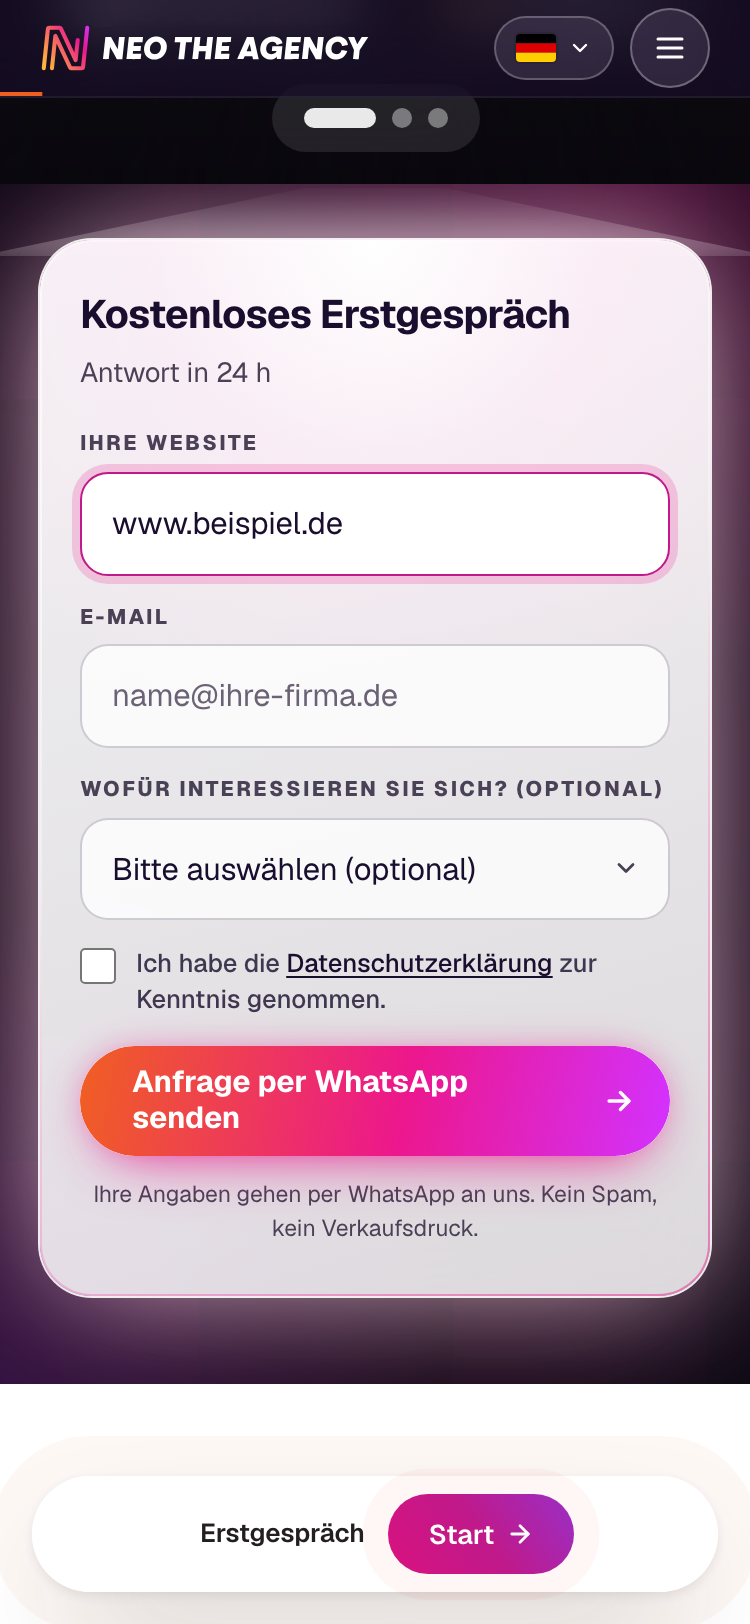 NEO THE AGENCY
Kostenloses Erstgespräch
Antwort in 24 h
IHRE WEBSITE
www.beispiel.de
E-MAIL
name@ihre-firma.de
WOFÜR INTERESSIEREN SIE SICH? (OPTIONAL)
Bitte auswählen (optional)
Ich habe die Datenschutzerklärung zur
Kenntnis genommen.
Anfrage per WhatsApp
senden
Ihre Angaben gehen per WhatsApp an uns. Kein Spam,
kein Verkaufsdruck.
Erstgespräch
Start